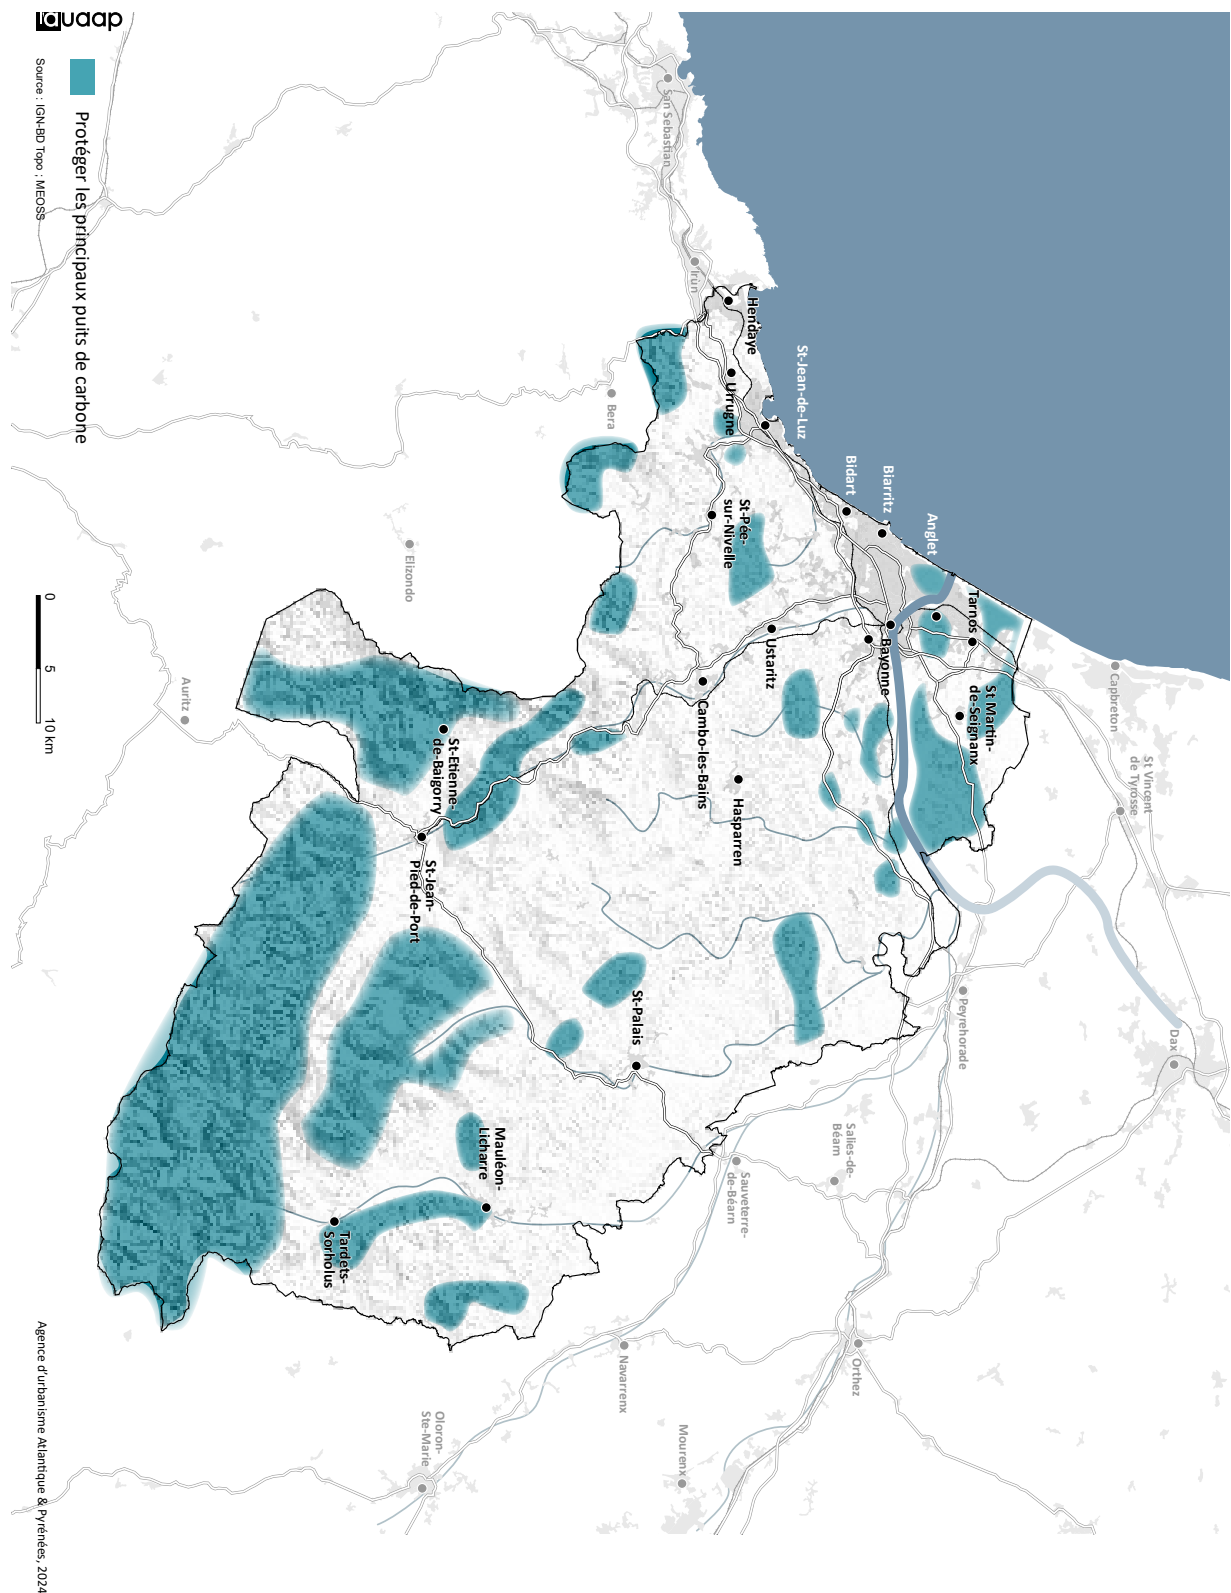 San Sebastian
Irún
Hendaye
Urrugne
St-Jean-de-Luz
Bera
Bidart
Biarritz
Anglet
St-Pée-
sur-Nivelle
Elizondo
Tarnos
Bayonne
Ustaritz
Cambo-les-Bains
St Martin-
de-Seignanx
Capbreton
St Vincent
de Tyrosse
Auritz
St-Etienne-
de-Baigorry
Hasparren
St-Jean-
Pied-de-Port
St-Palais
Peyrehorade
Dax
Mauléon-
Licharre
Salies-de-
Béarn
Sauveterre-
de-Béarn
Tardets-
Sorholus
Navarrenx
Orthez
Oloron-
Ste-Marie
Mourenx
Protéger les principaux puits de carbone
Source : IGN-BD Topo ; MEOSS
0 5 10 km
Agence d'urbanisme Atlantique & Pyrénées, 2024